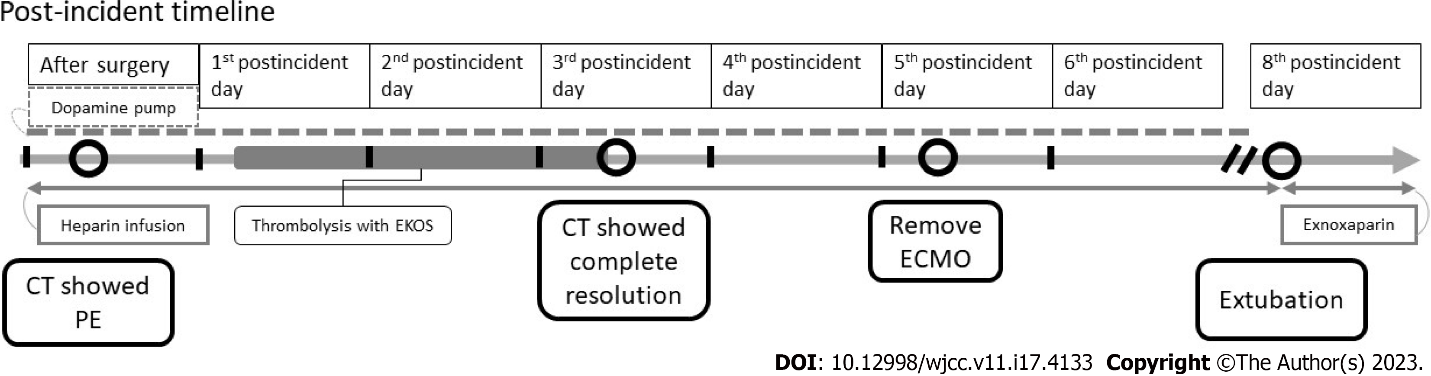 Post-incident timeline
After surgery
1st postincident
day
2nd postincident
day
3rd postincident
day
4th postincident
day
5th postincident
day
6th postincident
day
8th postincident
day
Dopamine pump
Heparin infusion
Thrombolysis with EKOS
Exnoxaparin
CT showed
PE
CT showed
complete
resolution
Remove
ECMO
Extubation
DOI: 10.12998/wjcc.v11.i17.4133 Copyright ©The Author(s) 2023.